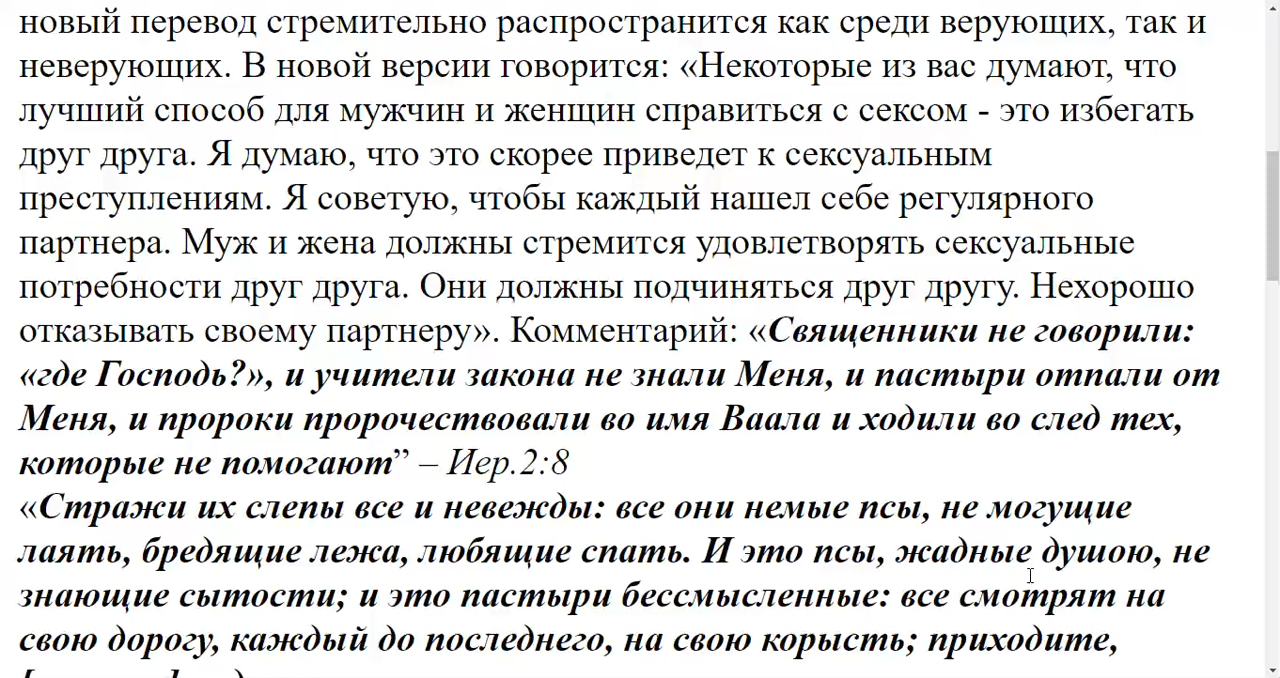 новый перевод стремительно распространится как среди верующих, так и
неверующих. В новой версии говорится: «Некоторые из вас думают, что
лучший способ для мужчин и женщин справиться с сексом - это избегать
друг друга. Я думаю, что это скорее приведет к сексуальным
преступлениям. Я советую, чтобы каждый нашел себе регулярного
партнера. Муж и жена должны стремится удовлетворять сексуальные
потребности друг друга. Они должны подчиняться друг другу. Нехорошо
отказывать своему партнеру». Комментарий: «Священники не говорили:
«где Господь?», и учители закона не знали Меня, и пастыри отпали от
Меня, и пророки пророчествовали во имя Ваала и ходили во след тех,
которые не помогают” – Иер.2:8
«Стражи их слепы все и невежды: все они немые псы, не могущие
лаять, бредящие лежа, любящие спать. И это псы, жадные душою, не
знающие сытости; и это пастыри бессмысленные: все смотрят на
свою дорогу, каждый до последнего, на свою корысть; приходите,